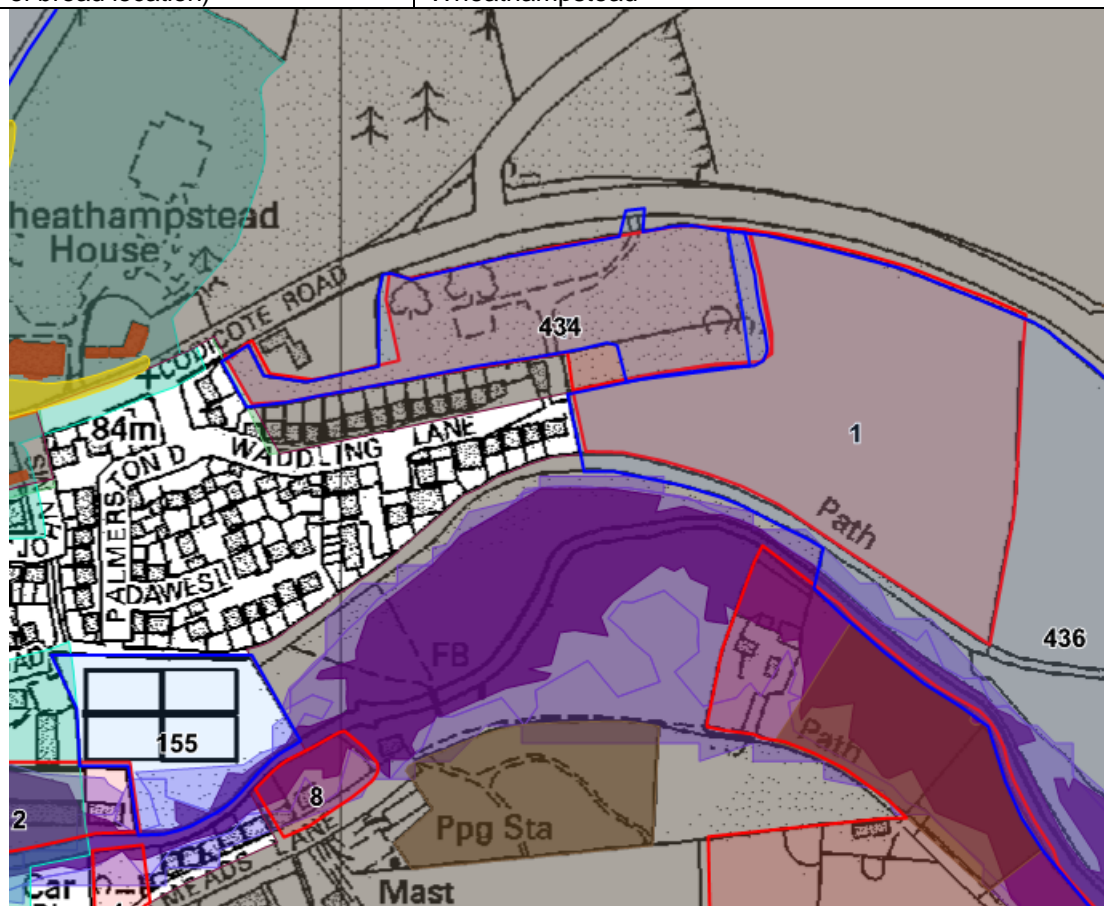 Wheathampstead
heathampstead
House
CODICOTE ROAD
434
84m
WADDLING LANE
1
PALMERSTON D
Path
DAWES
436
FB
155
Path
8
2
Ppg Sta
MEADS LANE
Car
Mast